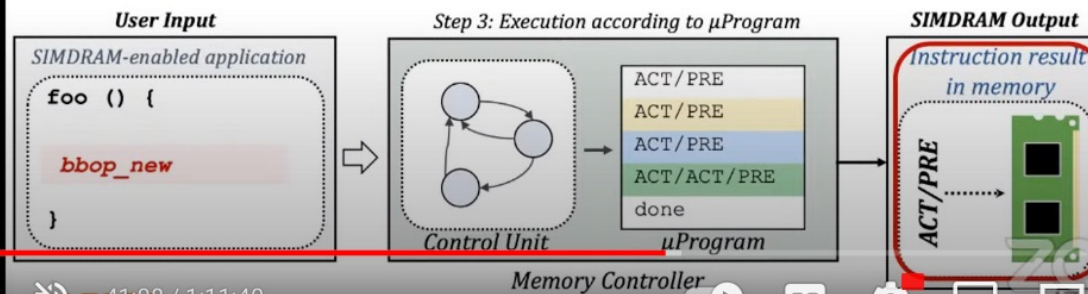 User Input
SIMDRAM-enabled application
foo () {
bbop_new
}
Step 3: Execution according to μProgram
Control Unit
ACT/PRE
ACT/PRE
ACT/PRE
ACT/ACT/PRE
done
μProgram
Memory Controller
SIMDRAM Output
Instruction result
in memory
ACT/PRE